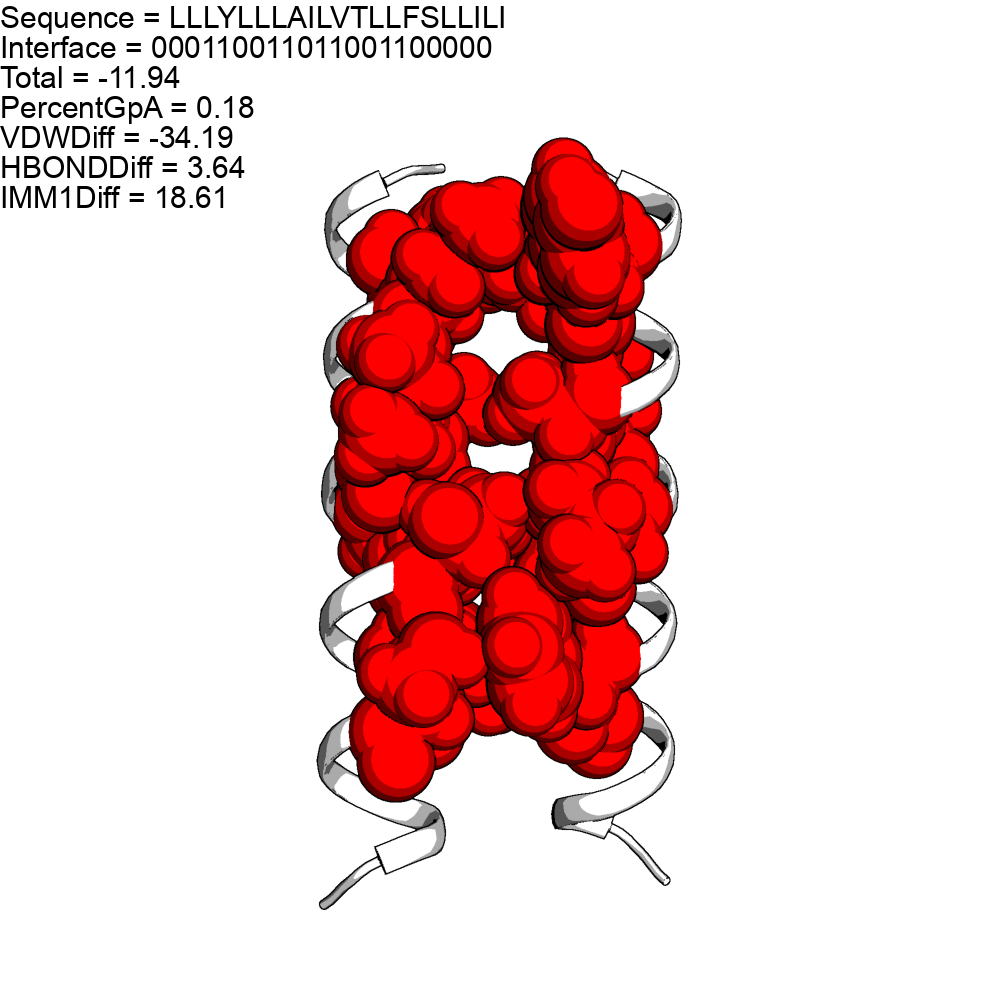 Sequence = LLLYLLLAILVTLLFSLLILI
Interface = 000110011011001100000
Total = -11.94
PercentGpA = 0.18
VDWDiff = -34.19
HBONDDiff = 3.64
IMM1Diff = 18.61